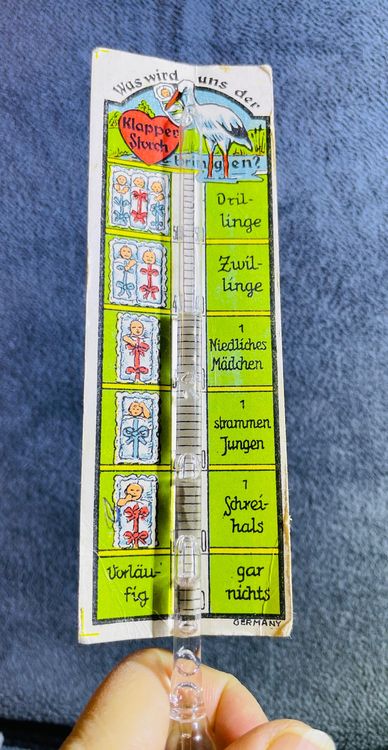 Was wird uns der
Klapper
Storch
bringen?
Dril-
linge
Zwil-
linge
1
Niedliches
Mädchen
1
strammen
Jungen
1
Schrei-
hals
Vorläu-
fig
gar
nichts
GERMANY